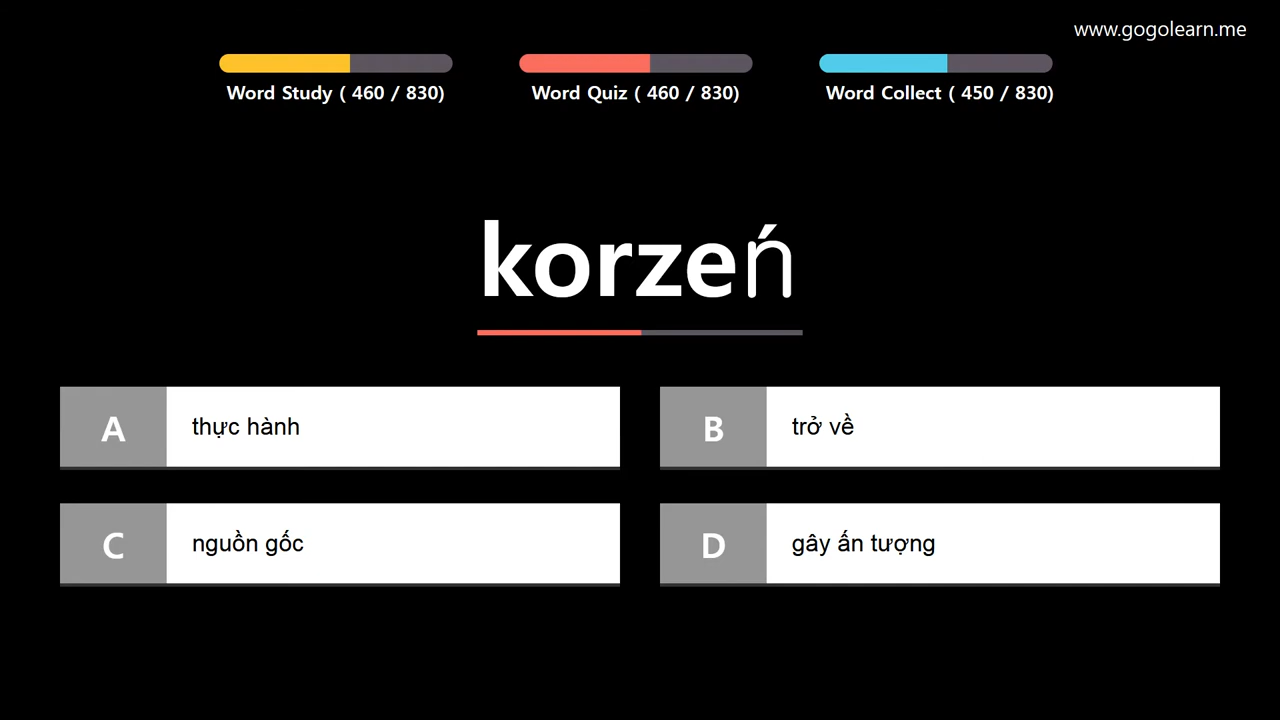 www.gogolearn.me
Word Study ( 460 / 830)
Word Quiz ( 460 / 830)
Word Collect ( 450 / 830)
korzeń
A thực hành
B trở về
C nguồn gốc
D gây ấn tượng